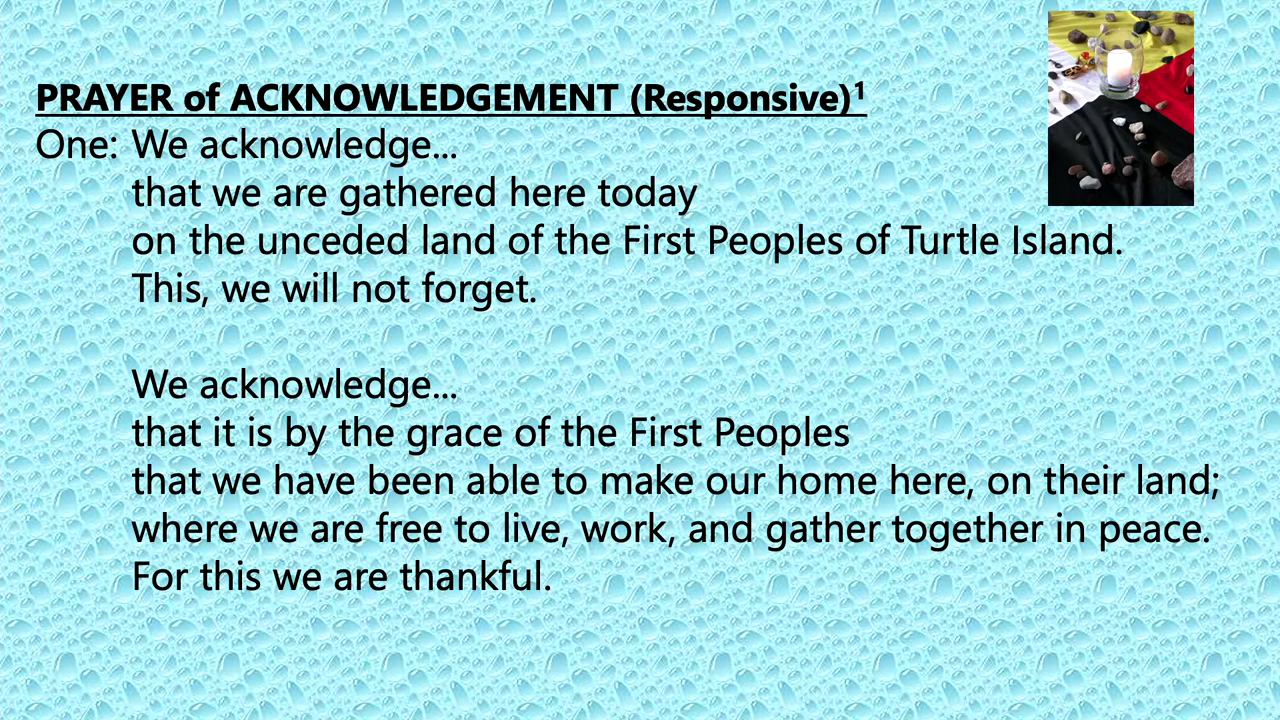 PRAYER of ACKNOWLEDGEMENT (Responsive)¹
One: We acknowledge...
that we are gathered here today
on the unceded land of the First Peoples of Turtle Island.
This, we will not forget.
We acknowledge...
that it is by the grace of the First Peoples
that we have been able to make our home here, on their land;
where we are free to live, work, and gather together in peace.
For this we are thankful.